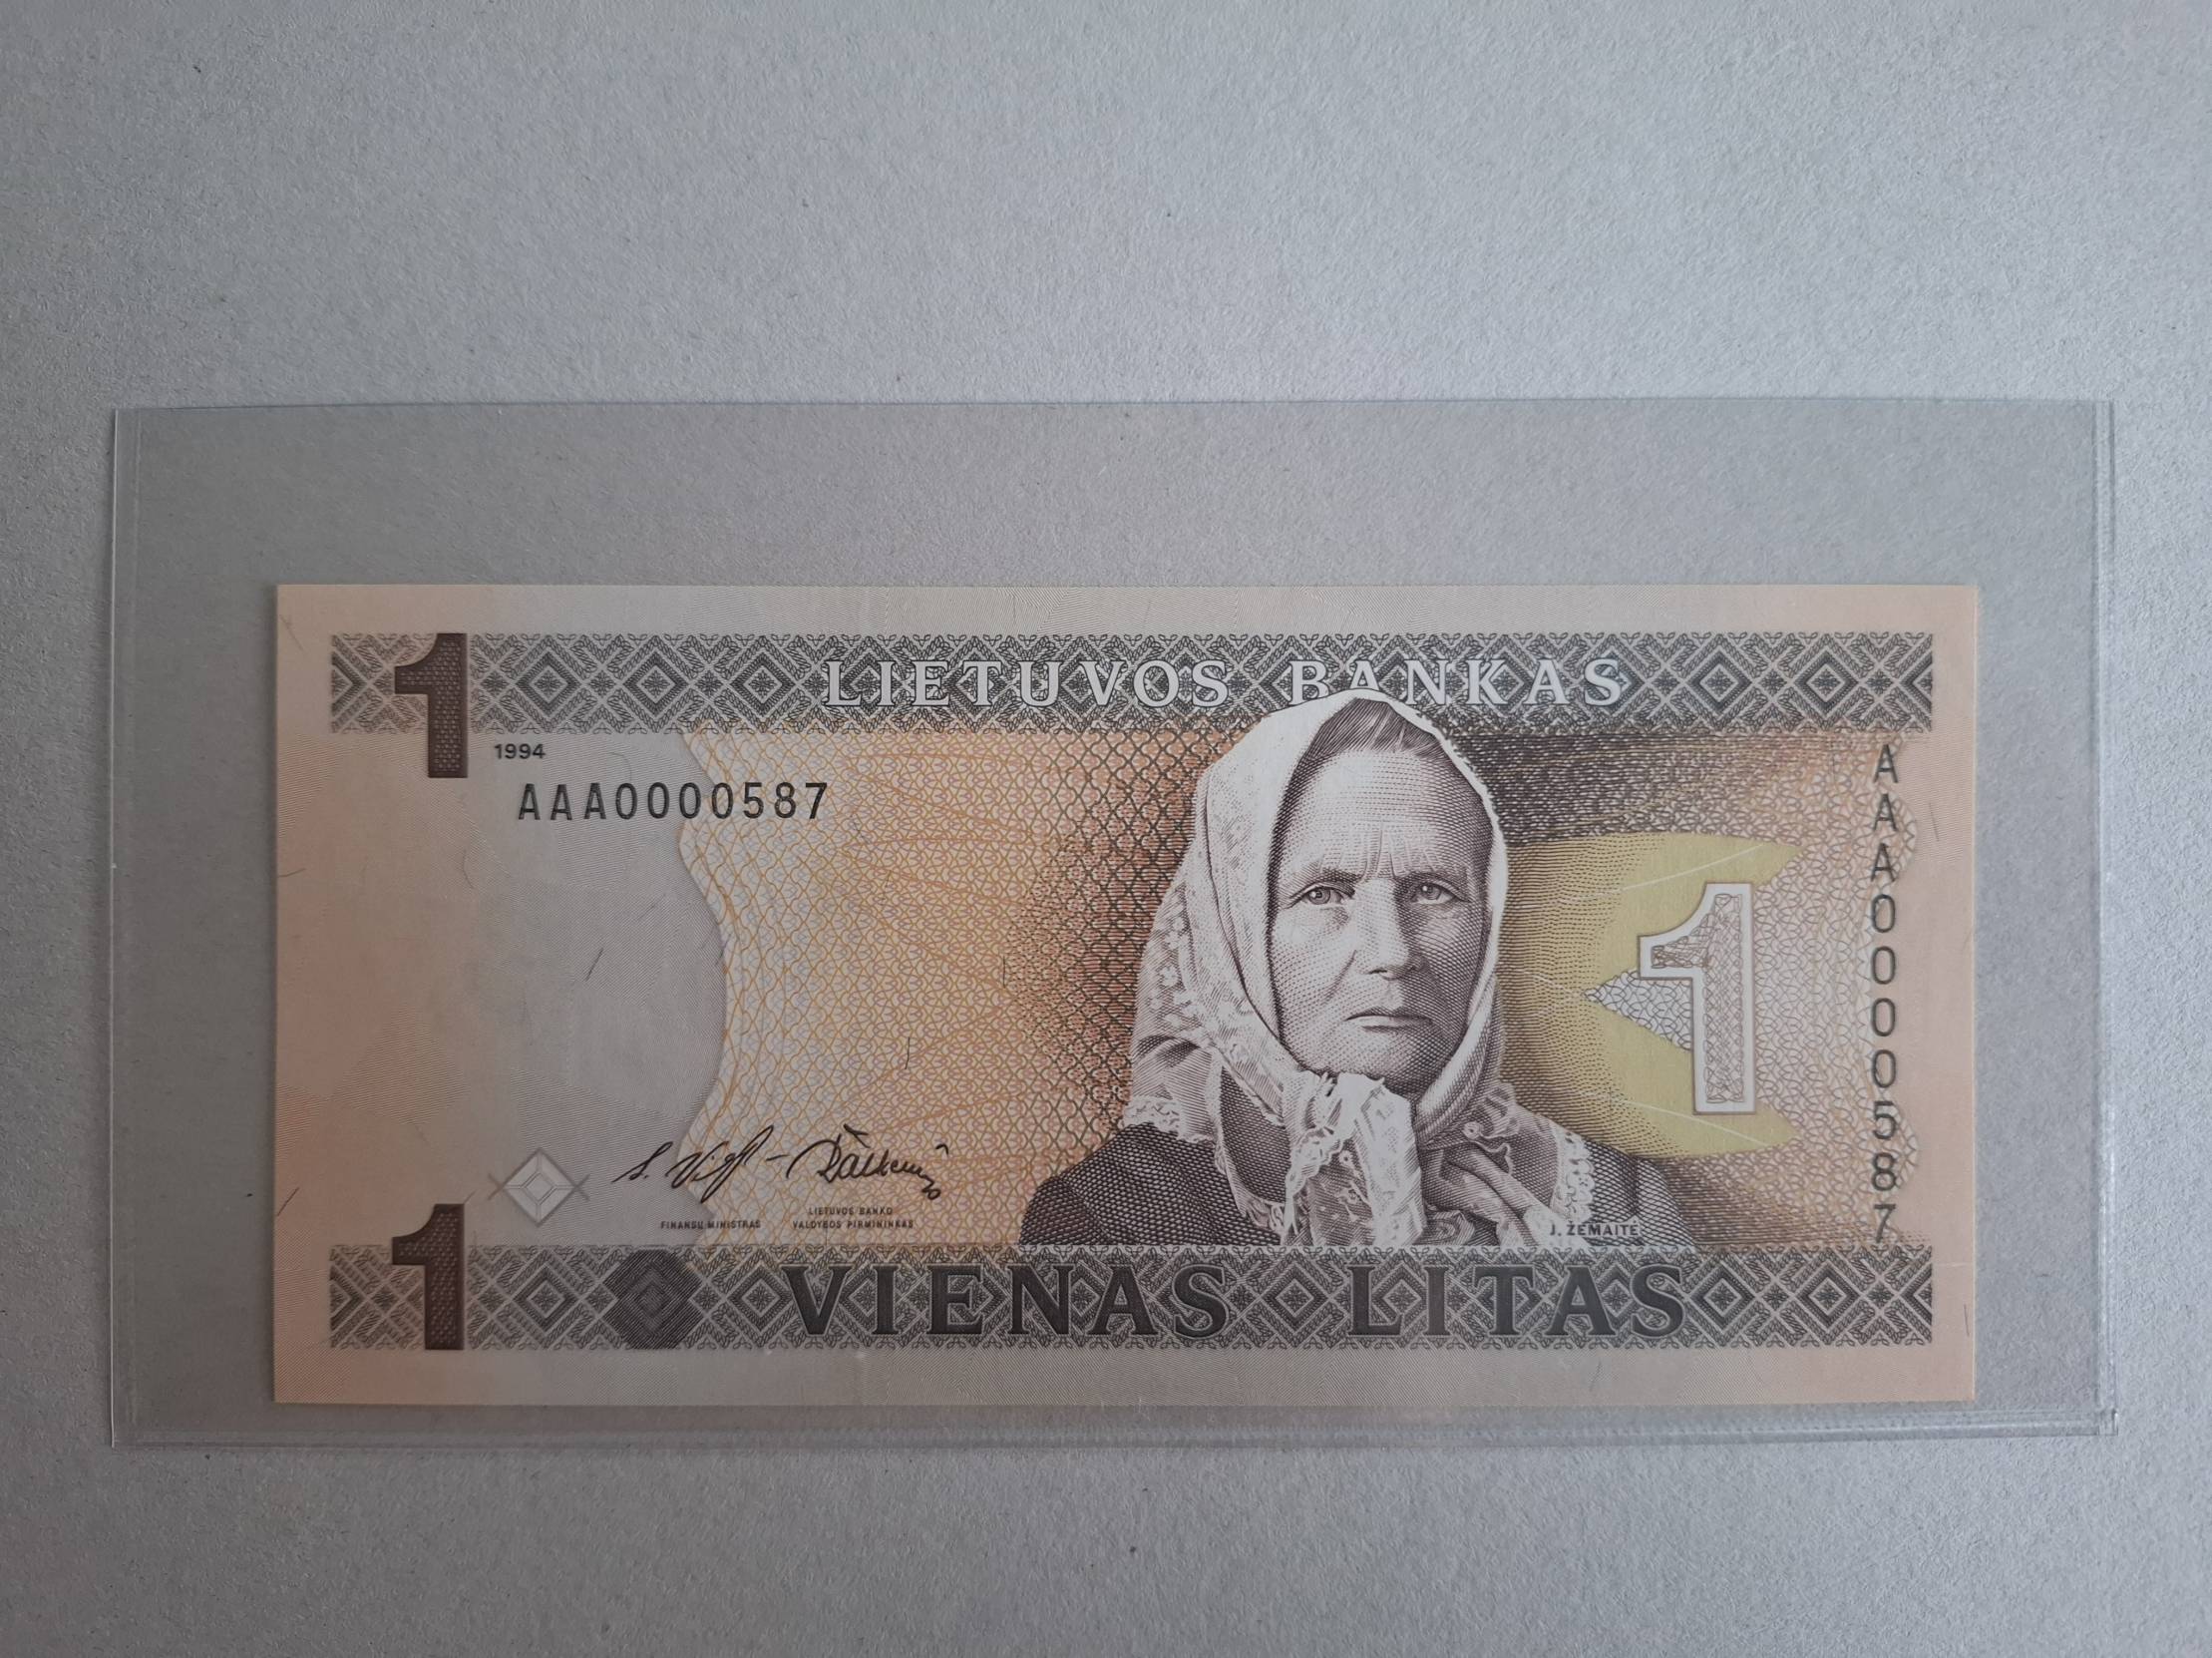 LIETUVOS BANKAS
1
1994
AAA0000587
AAA0000587
1
FINANSŲ MINISTRAS
LIETUVOS BANKO
VALDYBOS PIRMININKAS
J. ŽEMAITĖ
1
VIENAS LITAS